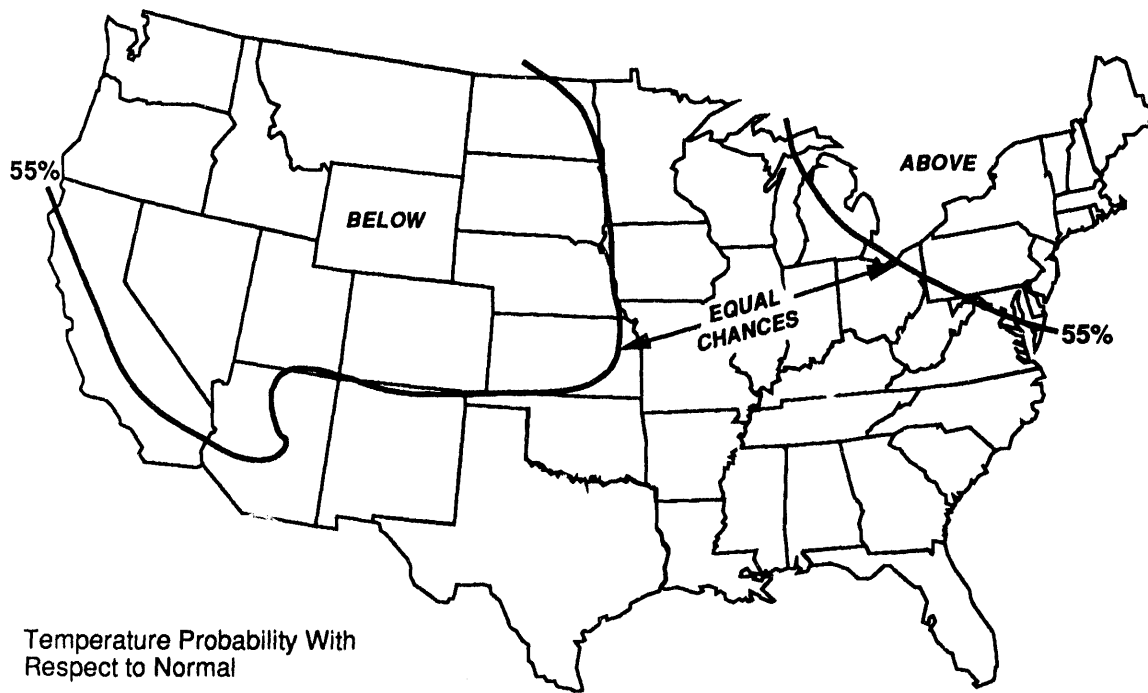 ABOVE
55%
BELOW
EQUAL
CHANCES
55%
Temperature Probability With
Respect to Normal